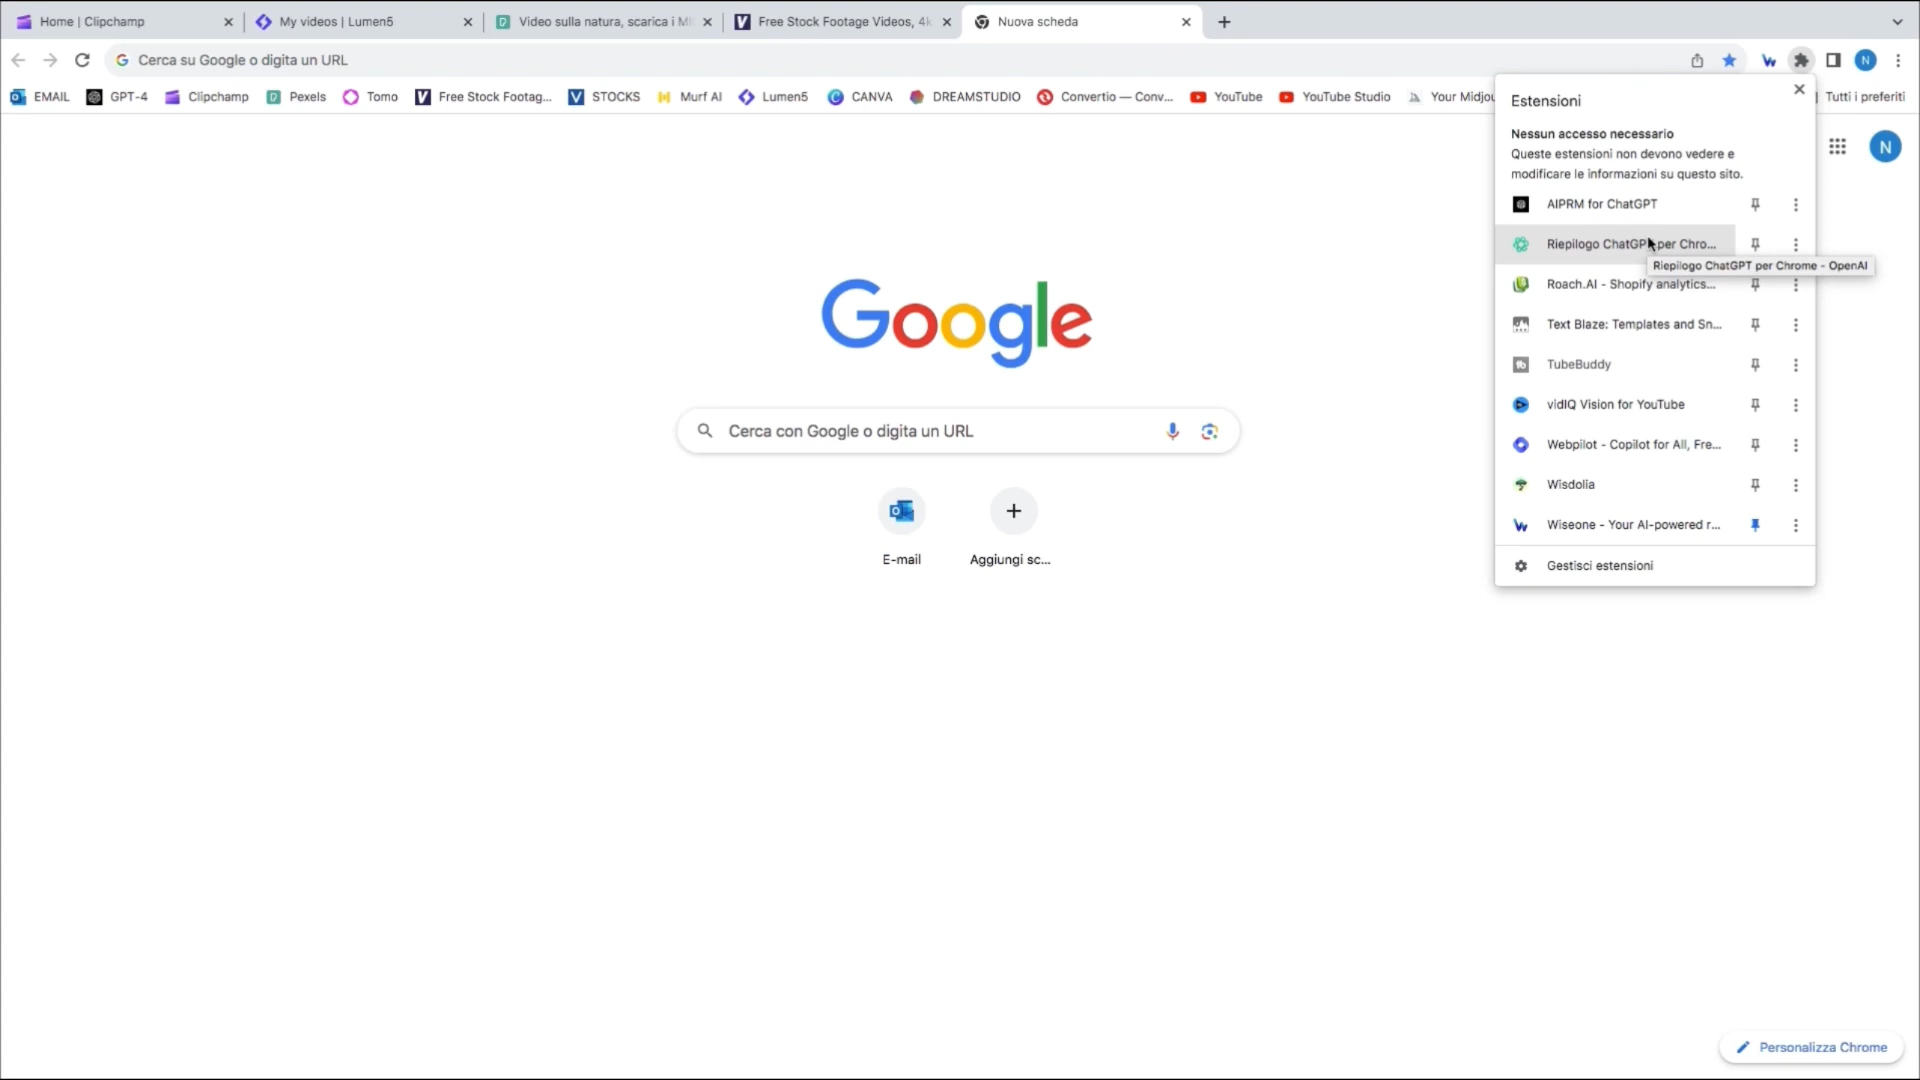 Home | Clipchamp
My videos | Lumen5
Video sulla natura, scarica i M
Free Stock Footage Videos, 4k
Nuova scheda
Cerca su Google o digita un URL
N
EMAIL
GPT-4
Clipchamp
Pexels
Tomo
Free Stock Footag...
STOCKS
Murf AI
Lumen5
CANVA
DREAMSTUDIO
Convertio — Conv...
YouTube
YouTube Studio
Your Midjou
Tutti i preferiti
Estensioni
Nessun accesso necessario
Queste estensioni non devono vedere e
modificare le informazioni su questo sito.
N
AIPRM for ChatGPT
Riepilogo ChatGPT per Chro...
Riepilogo ChatGPT per Chrome - OpenAI
Roach.AI - Shopify analytics...
Text Blaze: Templates and Sn...
TubeBuddy
vidIQ Vision for YouTube
Webpilot - Copilot for All, Fre...
Wisdolia
Wiseone - Your AI-powered r...
Gestisci estensioni
Google
Cerca con Google o digita un URL
E-mail
Aggiungi sc...
Personalizza Chrome